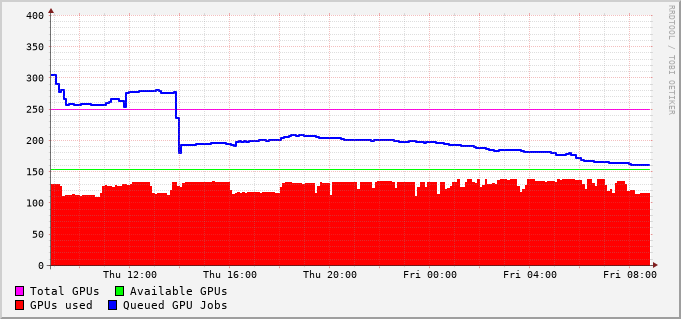 RRDTOOL / TOBI OETIKER
400
350
300
250
200
150
100
50
0
Thu 12:00 Thu 16:00 Thu 20:00 Fri 00:00 Fri 04:00 Fri 08:00
Total GPUs Available GPUs
GPUs used Queued GPU Jobs